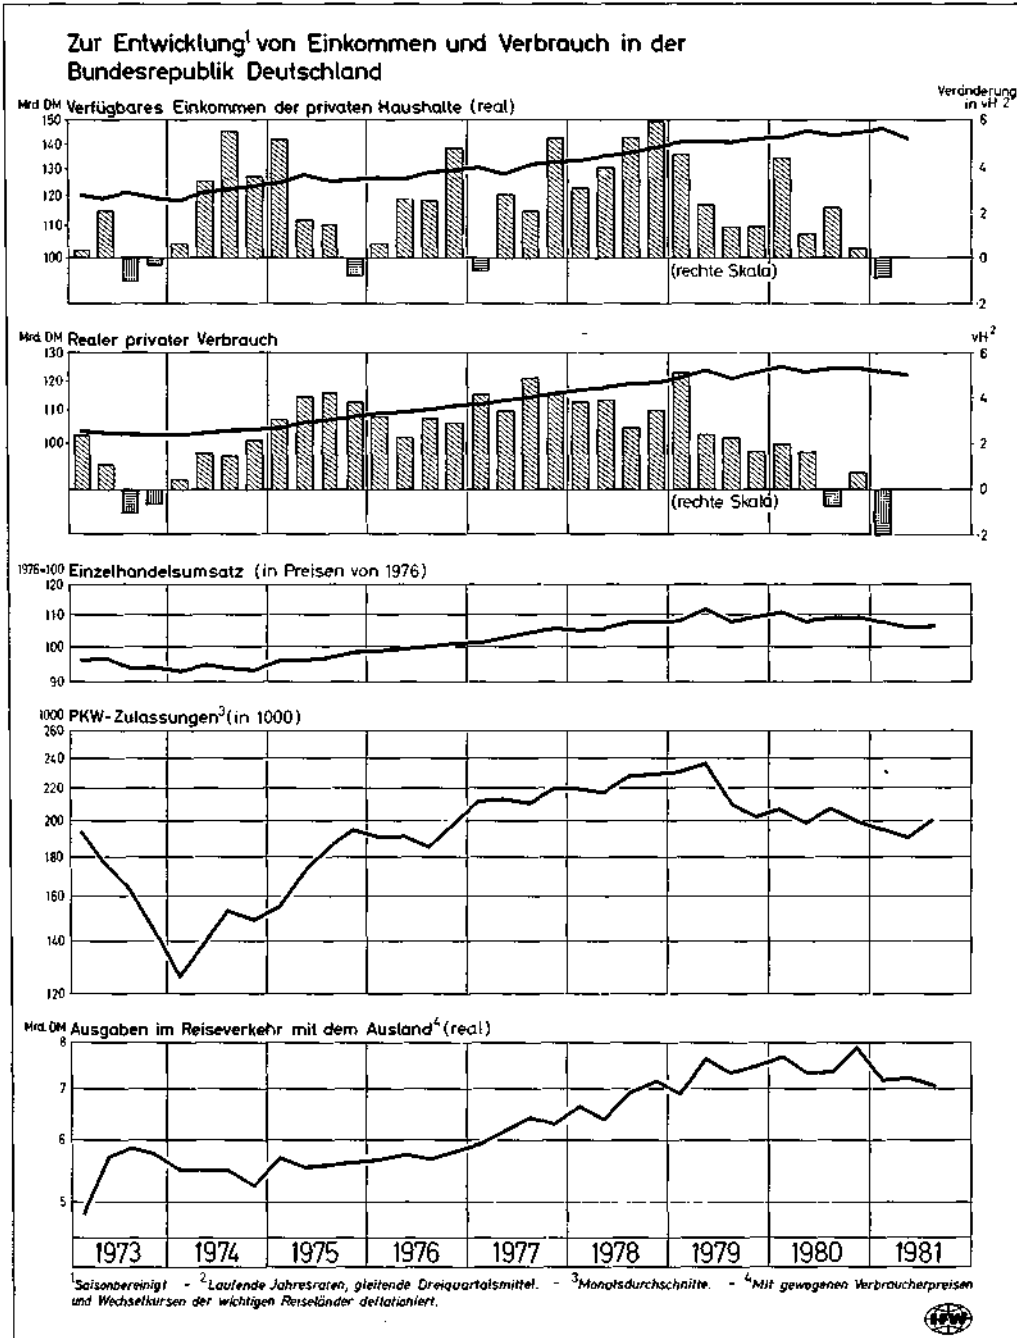 Zur Entwicklung¹ von Einkommen und Verbrauch in der
Bundesrepublik Deutschland
Mrd. DM Verfügbares Einkommen der privaten Haushalte (real)
Veränderung
in vH ²
150
140
130
120
110
100
6
4
2
0
-2
(rechte Skala)
Mrd. DM Realer privater Verbrauch
vH²
130
120
110
100
6
4
2
0
-2
(rechte Skala)
1976=100 Einzelhandelsumsatz (in Preisen von 1976)
120
110
100
90
1000 PKW-Zulassungen³ (in 1000)
260
240
220
200
180
160
140
120
Mrd. DM Ausgaben im Reiseverkehr mit dem Ausland⁴ (real)
8
7
6
5
1973 1974 1975 1976 1977 1978 1979 1980 1981
¹Saisonbereinigt - ²Laufende Jahresraten, gleitende Dreiquartalsmittel. - ³Monatsdurchschnitte. - ⁴Mit gewogenen Verbraucherpreisen
und Wechselkursen der wichtigen Reiseländer deflationiert.
IfW